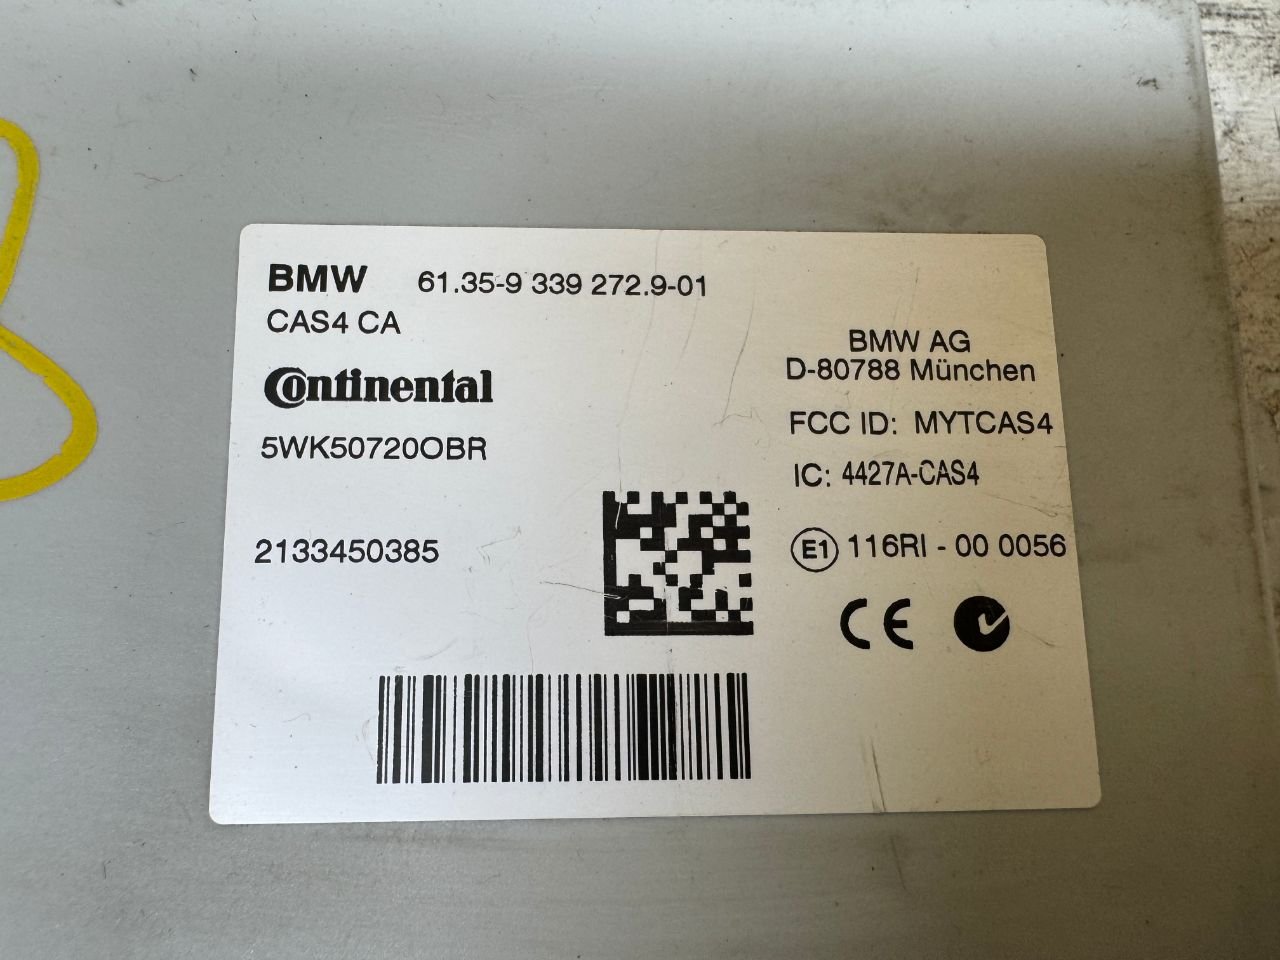 BMW 61.35-9 339 272.9-01
CAS4 CA
Continental
5WK50720OBR
2133450385
BMW AG
D-80788 München
FCC ID: MYTCAS4
IC: 4427A-CAS4
E1 116RI - 00 0056
CE